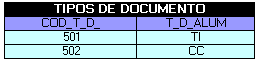 TIPOS DE DOCUMENTO
COD_T_D_ T_D_ALUM
501 TI
502 CC